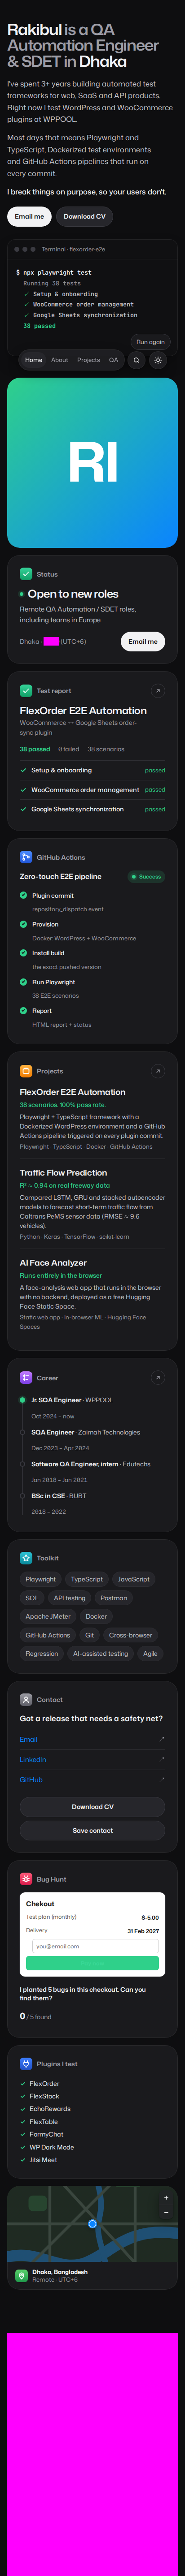 Rakibul is a QA
Automation Engineer
& SDET in Dhaka
I've spent 3+ years building automated test
frameworks for web, SaaS and API products.
Right now I test WordPress and WooCommerce
plugins at WPPOOL.
Most days that means Playwright and
TypeScript, Dockerized test environments
and GitHub Actions pipelines that run on
every commit.
I break things on purpose, so your users don't.
Email me
Download CV
Terminal · flexorder-e2e
$ npx playwright test
Running 38 tests
✓ Setup & onboarding
✓ WooCommerce order management
✓ Google Sheets synchronization
38 passed
Run again
Home
About
Projects
QA
RI
Status
Open to new roles
Remote QA Automation / SDET roles,
including teams in Europe.
Dhaka · (UTC+6)
Email me
Test report
FlexOrder E2E Automation
WooCommerce ↔ Google Sheets order-
sync plugin
38 passed 0 failed 38 scenarios
Setup & onboarding passed
WooCommerce order management passed
Google Sheets synchronization passed
GitHub Actions
Zero-touch E2E pipeline
Success
Plugin commit
repository_dispatch event
Provision
Docker: WordPress + WooCommerce
Install build
the exact pushed version
Run Playwright
38 E2E scenarios
Report
HTML report + status
Projects
FlexOrder E2E Automation
38 scenarios. 100% pass rate.
Playwright + TypeScript framework with a
Dockerized WordPress environment and a GitHub
Actions pipeline triggered on every plugin commit.
Playwright · TypeScript · Docker · GitHub Actions
Traffic Flow Prediction
R² ≈ 0.94 on real freeway data
Compared LSTM, GRU and stacked autoencoder
models to forecast short-term traffic flow from
Caltrans PeMS sensor data (RMSE ≈ 9.6
vehicles).
Python · Keras · TensorFlow · scikit-learn
AI Face Analyzer
Runs entirely in the browser
A face-analysis web app that runs in the browser
with no backend, deployed as a free Hugging
Face Static Space.
Static web app · In-browser ML · Hugging Face
Spaces
Career
Jr. SQA Engineer · WPPOOL
Oct 2024 – now
SQA Engineer · Zaimah Technologies
Dec 2023 – Apr 2024
Software QA Engineer, intern · Edutechs
Jan 2018 – Jan 2021
BSc in CSE · BUBT
2018 – 2022
Toolkit
Playwright
TypeScript
JavaScript
SQL
API testing
Postman
Apache JMeter
Docker
GitHub Actions
Git
Cross-browser
Regression
AI-assisted testing
Agile
Contact
Got a release that needs a safety net?
Email
LinkedIn
GitHub
Download CV
Save contact
Bug Hunt
Chekout
Test plan (monthly) $-5.00
Delivery 31 Feb 2027
you@email.com
I planted 5 bugs in this checkout. Can you
find them?
0 / 5 found
Plugins I test
FlexOrder
FlexStock
EchoRewards
FlexTable
FormyChat
WP Dark Mode
Jitsi Meet
+
−
Dhaka, Bangladesh
Remote · UTC+6